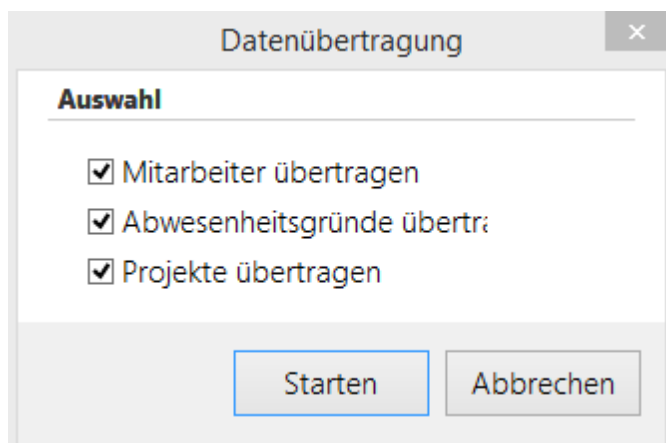 Datenübertragung
Auswahl
Mitarbeiter übertragen
Abwesenheitsgründe übertra
Projekte übertragen
Starten
Abbrechen